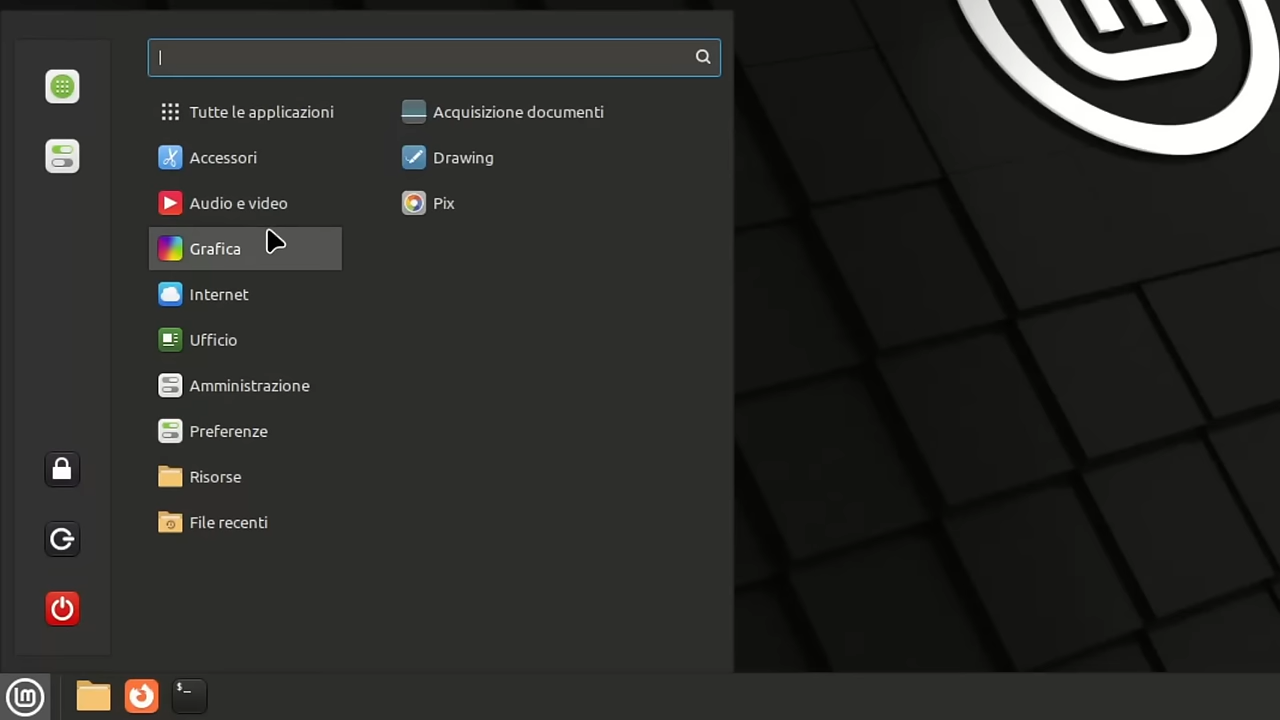 Tutte le applicazioni
Accessori
Audio e video
Grafica
Internet
Ufficio
Amministrazione
Preferenze
Risorse
File recenti
Acquisizione documenti
Drawing
Pix
$_